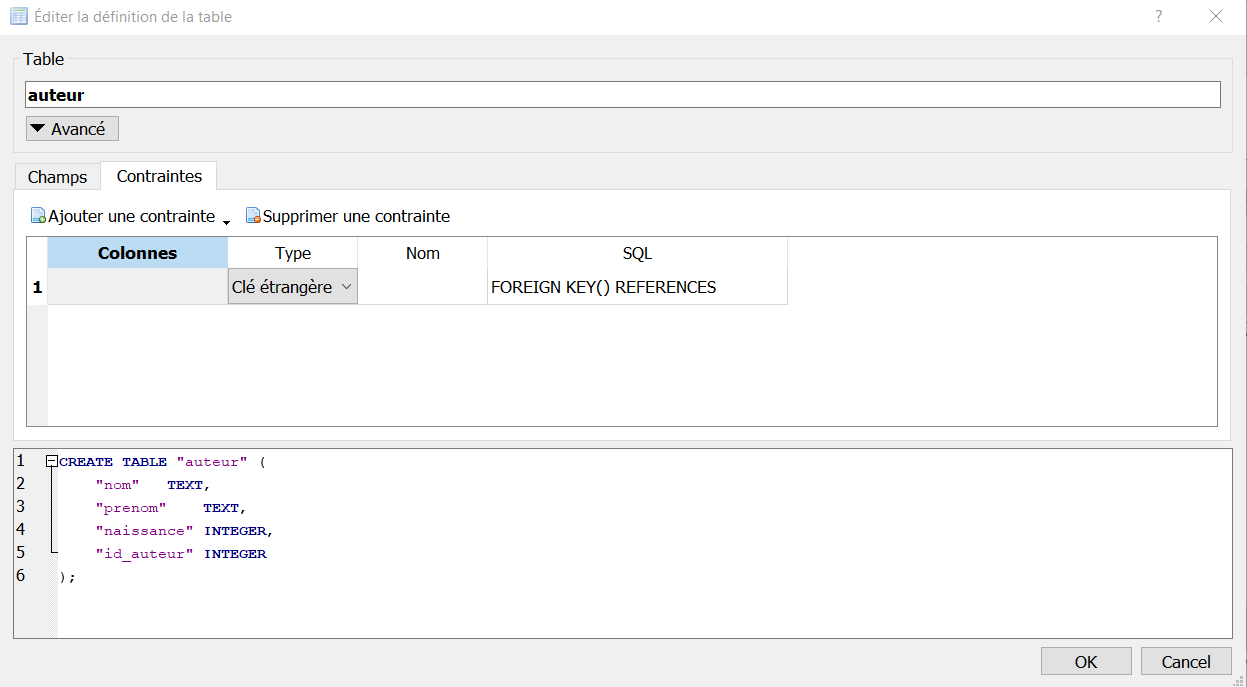 Éditer la définition de la table
?
Table
auteur
Avancé
Champs Contraintes
Ajouter une contrainte Supprimer une contrainte
Colonnes Type Nom SQL
1 Clé étrangère FOREIGN KEY() REFERENCES
1 CREATE TABLE "auteur" (
2 "nom" TEXT,
3 "prenom" TEXT,
4 "naissance" INTEGER,
5 "id_auteur" INTEGER
6 );
OK Cancel